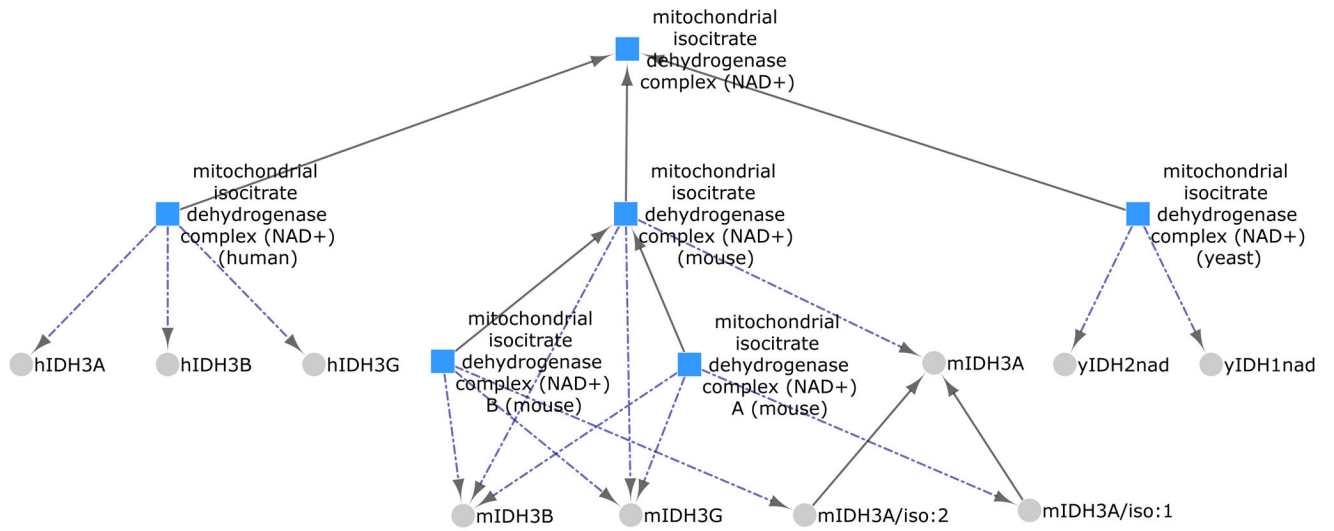 mitochondrial
isocitrate
dehydrogenase
complex (NAD+)
mitochondrial
isocitrate
dehydrogenase
complex (NAD+)
(human)
mitochondrial
isocitrate
dehydrogenase
complex (NAD+)
(mouse)
mitochondrial
isocitrate
dehydrogenase
complex (NAD+)
(yeast)
hIDH3A
hIDH3B
hIDH3G
mitochondrial
isocitrate
dehydrogenase
complex (NAD+)
B (mouse)
mitochondrial
isocitrate
dehydrogenase
complex (NAD+)
A (mouse)
mIDH3A
yIDH2nad
yIDH1nad
mIDH3B
mIDH3G
mIDH3A/iso:2
mIDH3A/iso:1